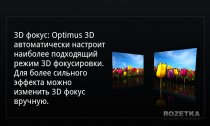 3D фокус: Optimus 3D
автоматически настроит
наиболее подходящий
режим 3D фокусировки.
Для более сильного
эффекта можно
изменить 3D фокус
вручную.
ROZETKA